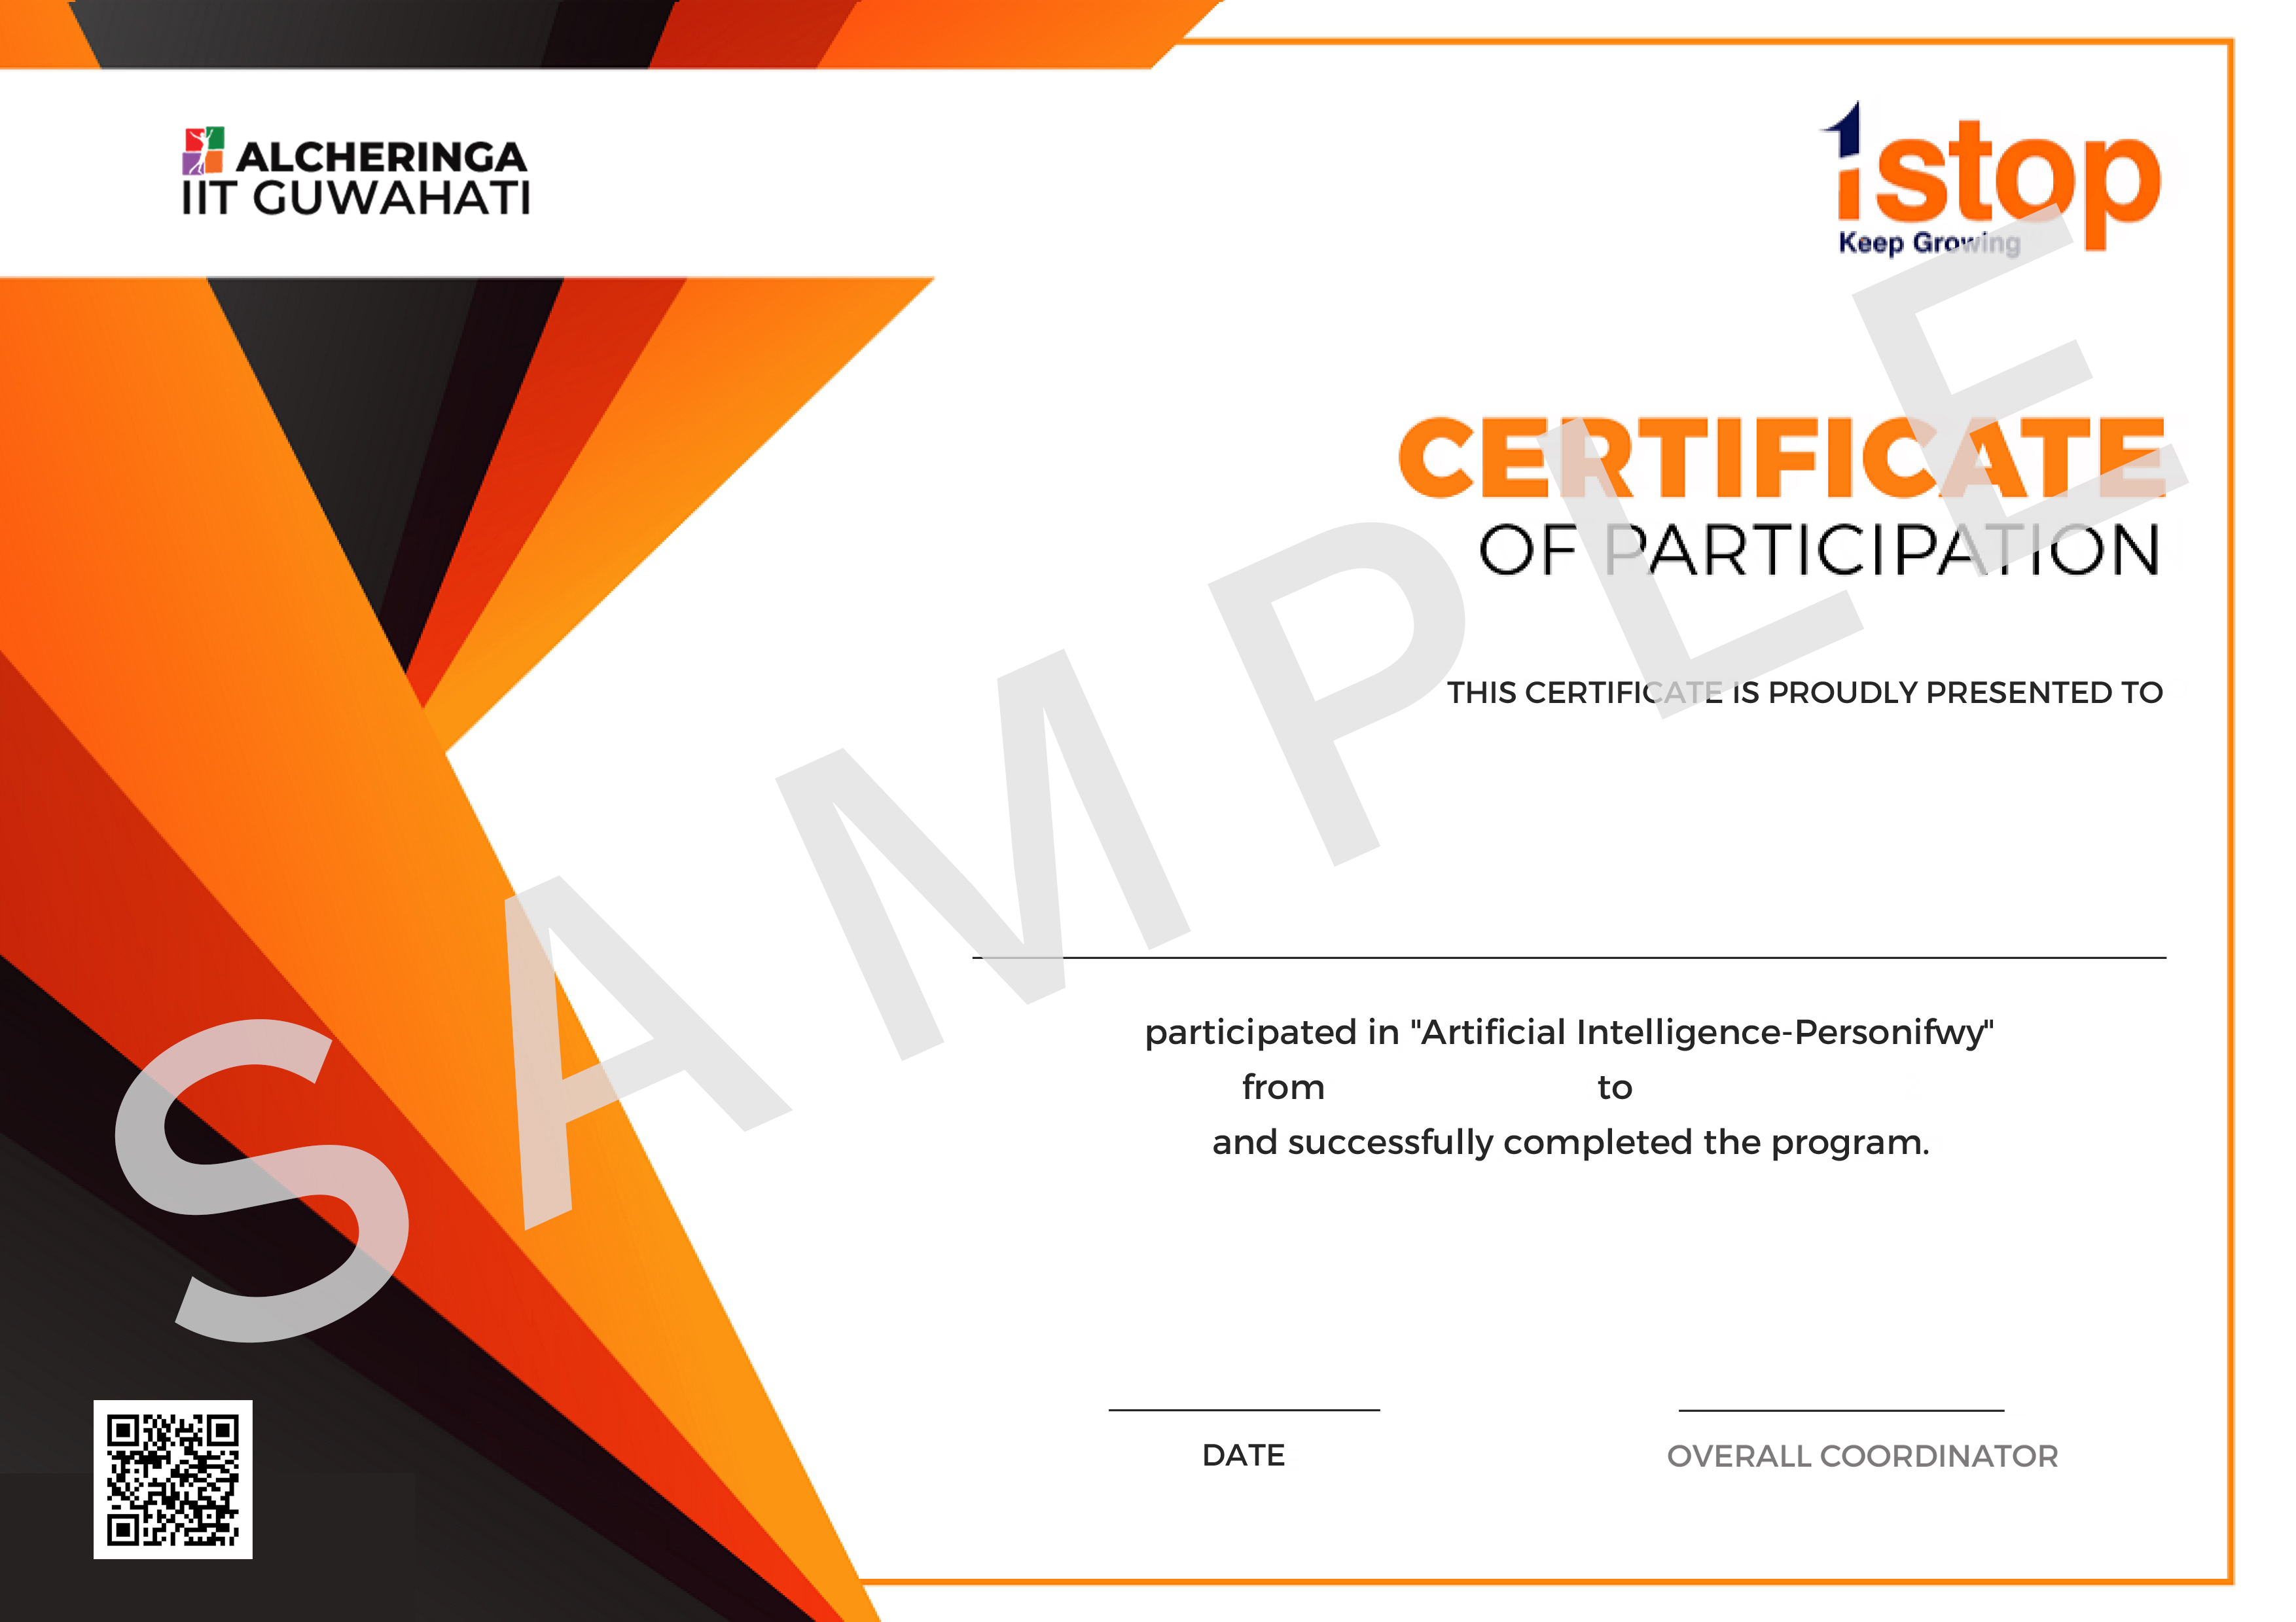 ALCHERINGA
IIT GUWAHATI
1stop
Keep Growing
CERTIFICATE
OF PARTICIPATION
THIS CERTIFICATE IS PROUDLY PRESENTED TO
SAMPLE
participated in "Artificial Intelligence-Personifwy"
from to
and successfully completed the program.
DATE
OVERALL COORDINATOR